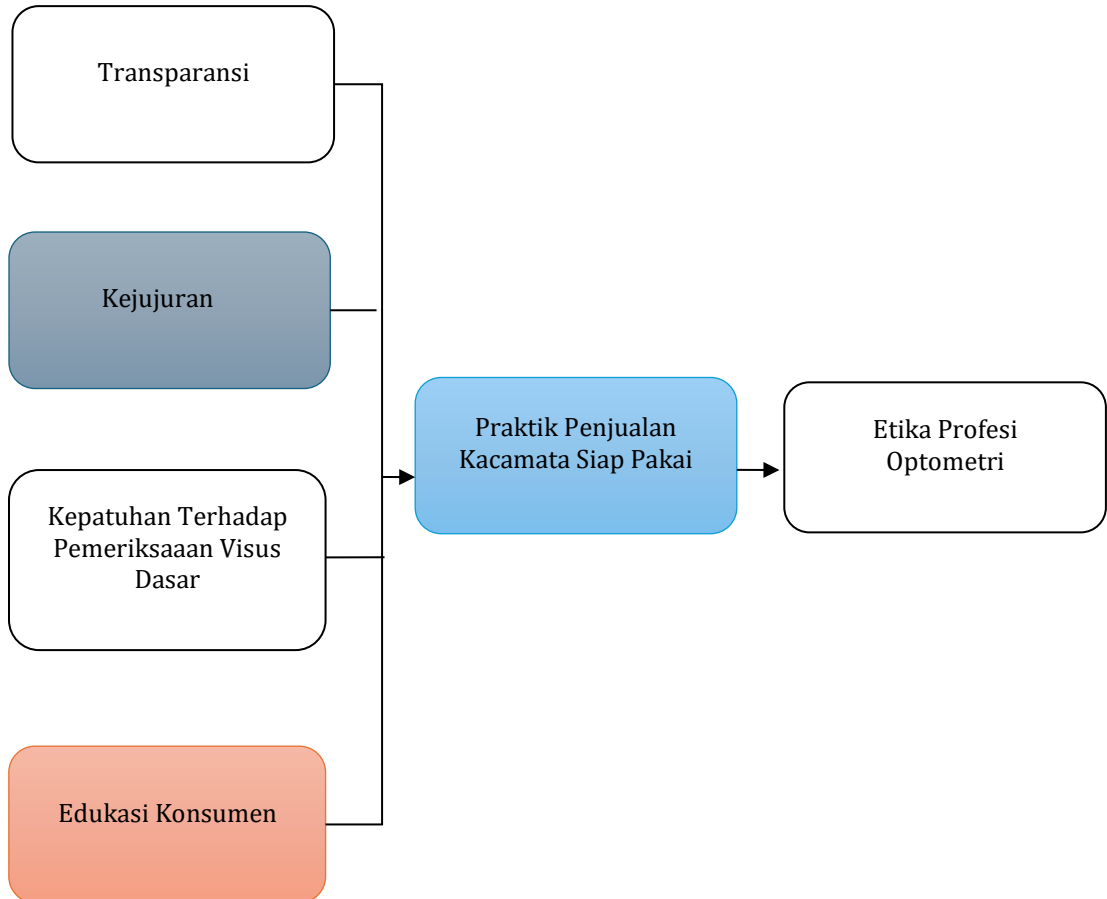 Transparansi
Kejujuran
Praktik Penjualan
Kacamata Siap Pakai
Etika Profesi
Optometri
Kepatuhan Terhadap
Pemeriksaaan Visus
Dasar
Edukasi Konsumen